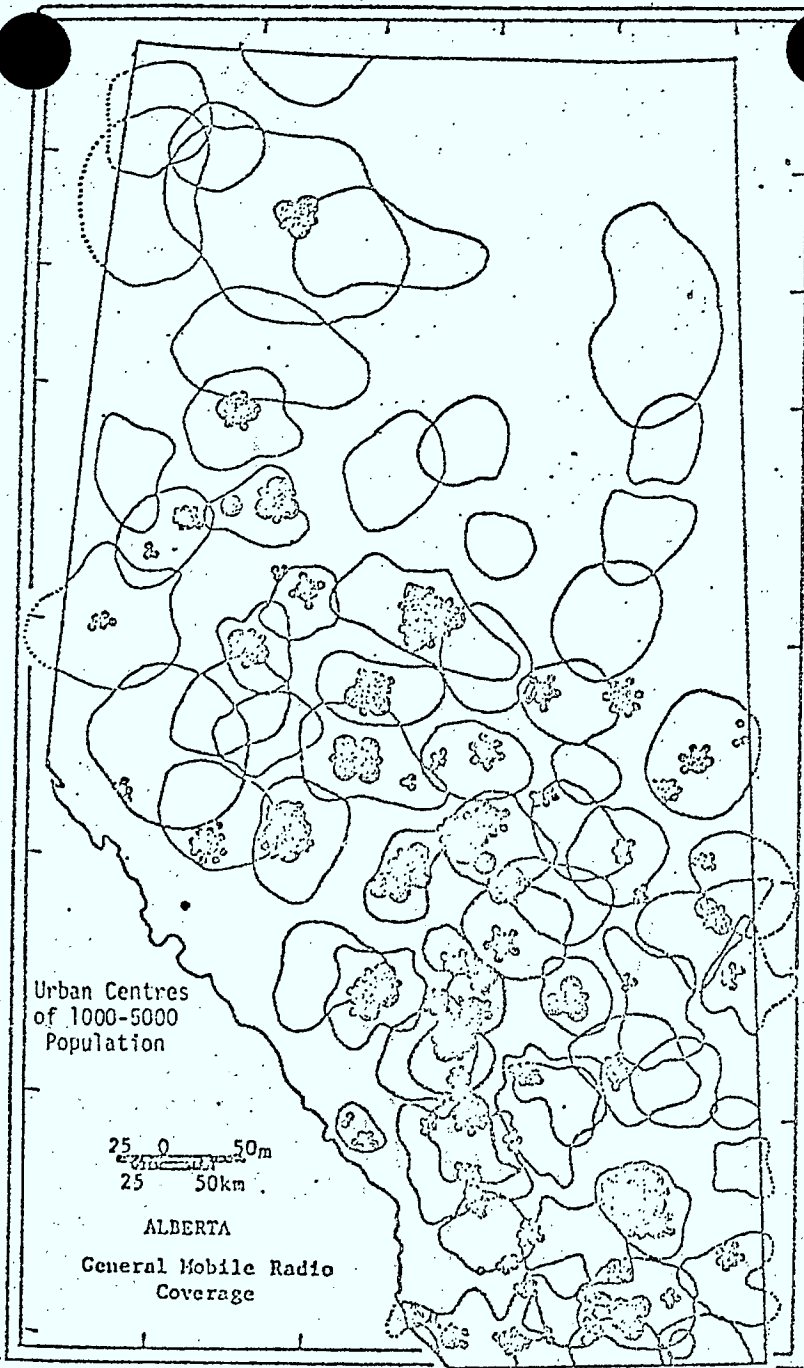 Urban Centres
of 1000-5000
Population
25 0 50m
25 50km
ALBERTA
General Mobile Radio
Coverage